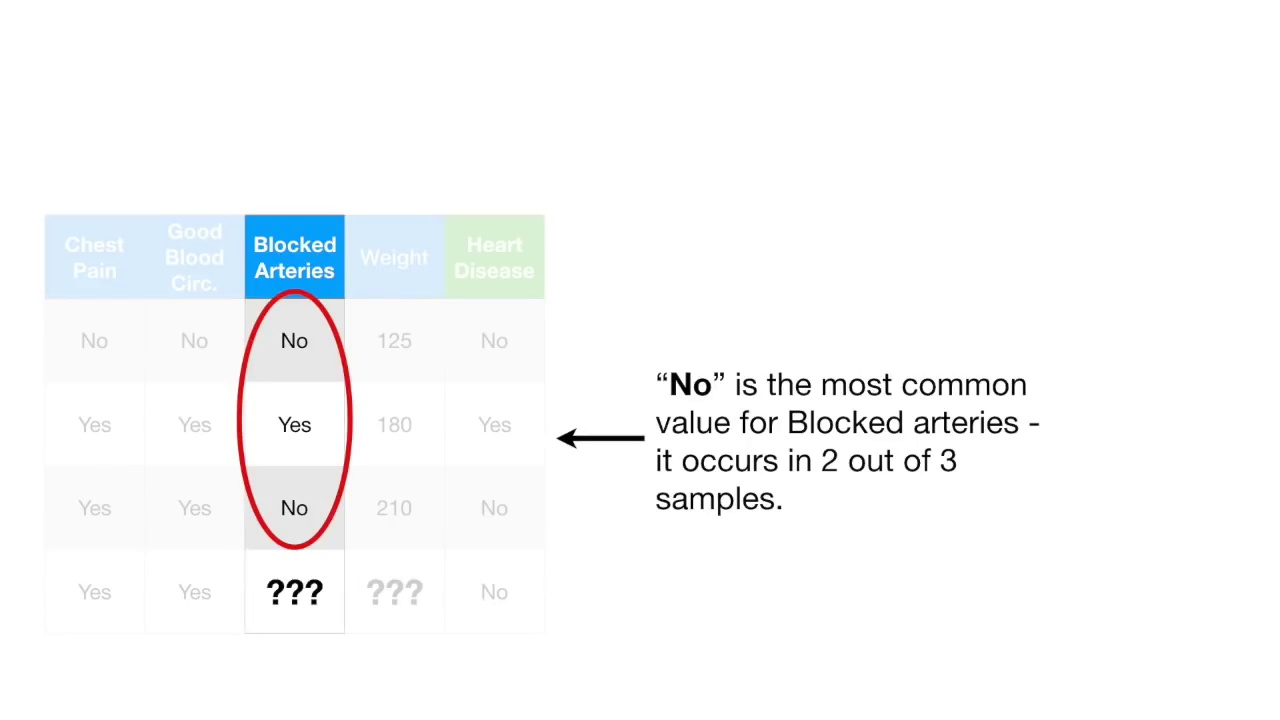 Chest Pain	Good Blood Circ.	Blocked Arteries	Weight	Heart Disease
No	No	No	125	No
Yes	Yes	Yes	180	Yes
Yes	Yes	No	210	No
Yes	Yes	???	???	No
“No” is the most common
value for Blocked arteries -
it occurs in 2 out of 3
samples.